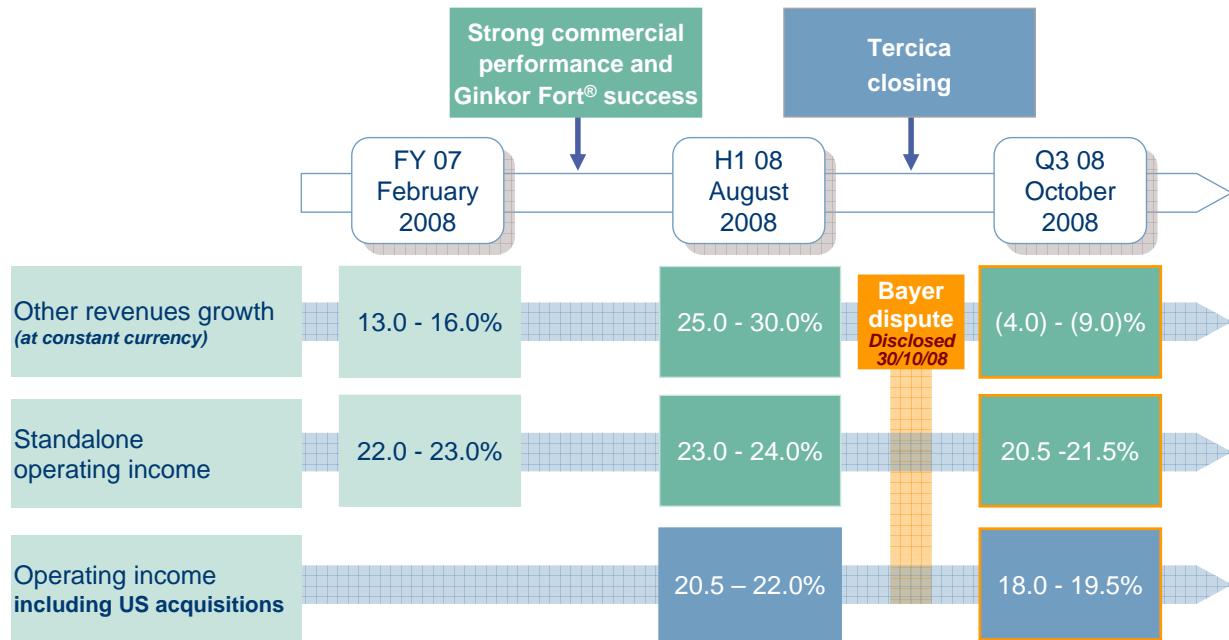 Strong commercial
performance and
Ginkor Fort® success
Tercica
closing
FY 07
February
2008
H1 08
August
2008
Q3 08
October
2008
Other revenues growth
(at constant currency)
13.0 - 16.0%
25.0 - 30.0%
Bayer
dispute
Disclosed
30/10/08
(4.0) - (9.0)%
Standalone
operating income
22.0 - 23.0%
23.0 - 24.0%
20.5 -21.5%
Operating income
including US acquisitions
20.5 – 22.0%
18.0 - 19.5%